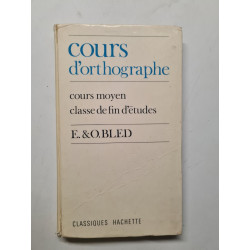 cours
d'orthographe
cours moyen
classe de fin d'études
E. & O. BLED
CLASSIQUES HACHETTE